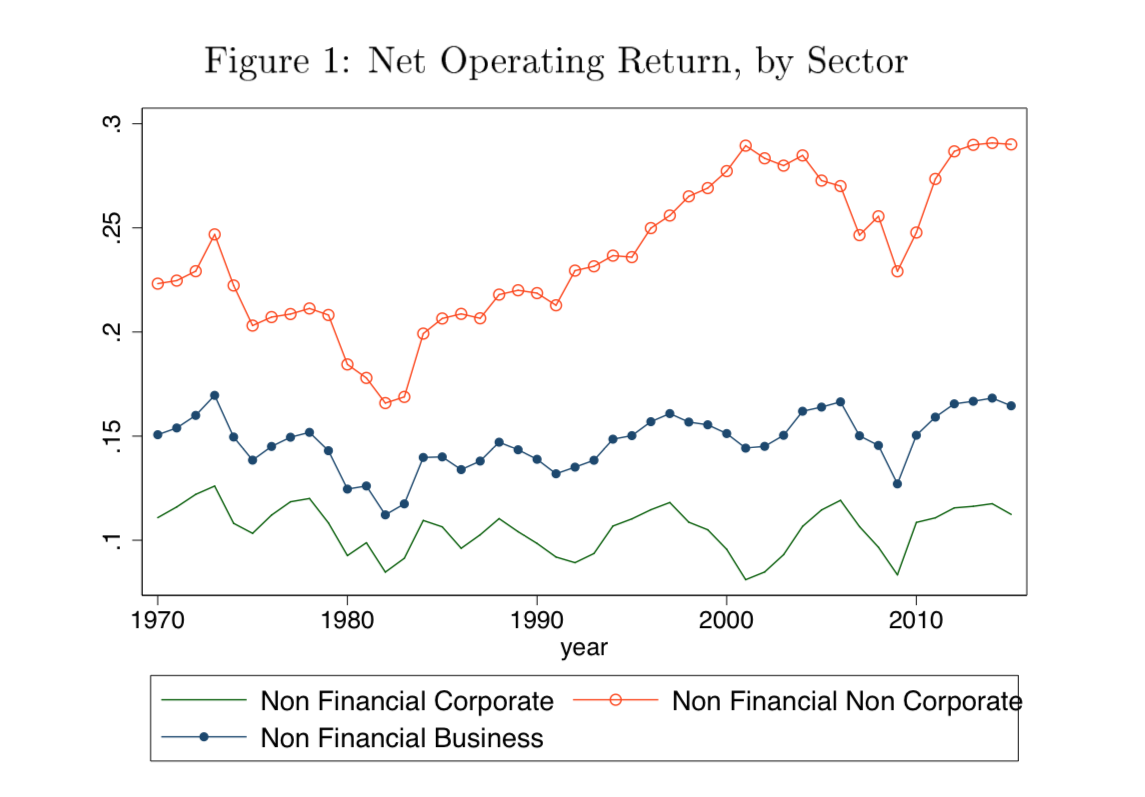 Figure 1: Net Operating Return, by Sector
.3
.25
.2
.15
.1
1970 1980 1990 2000 2010
year
Non Financial Corporate Non Financial Non Corporate
Non Financial Business